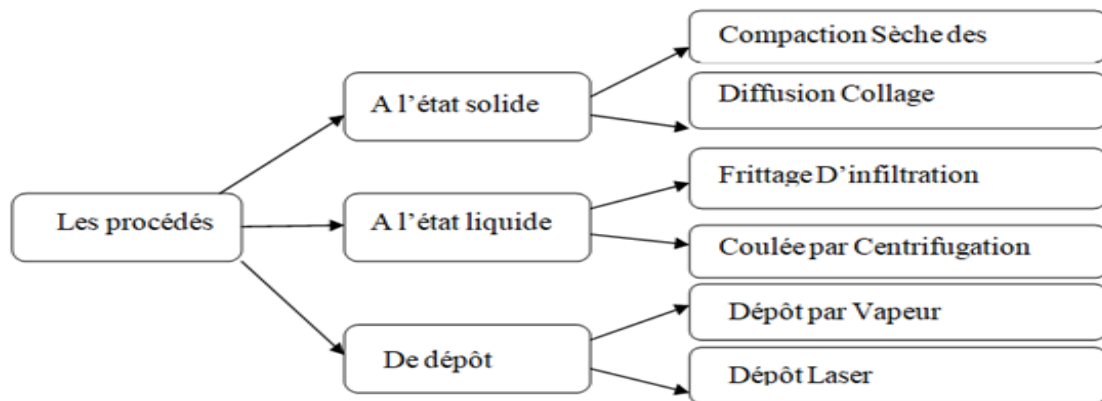 Les procédés
A l'état solide
Compaction Sèche des
Diffusion Collage
A l'état liquide
Frittage D'infiltration
Coulée par Centrifugation
De dépôt
Dépôt par Vapeur
Dépôt Laser